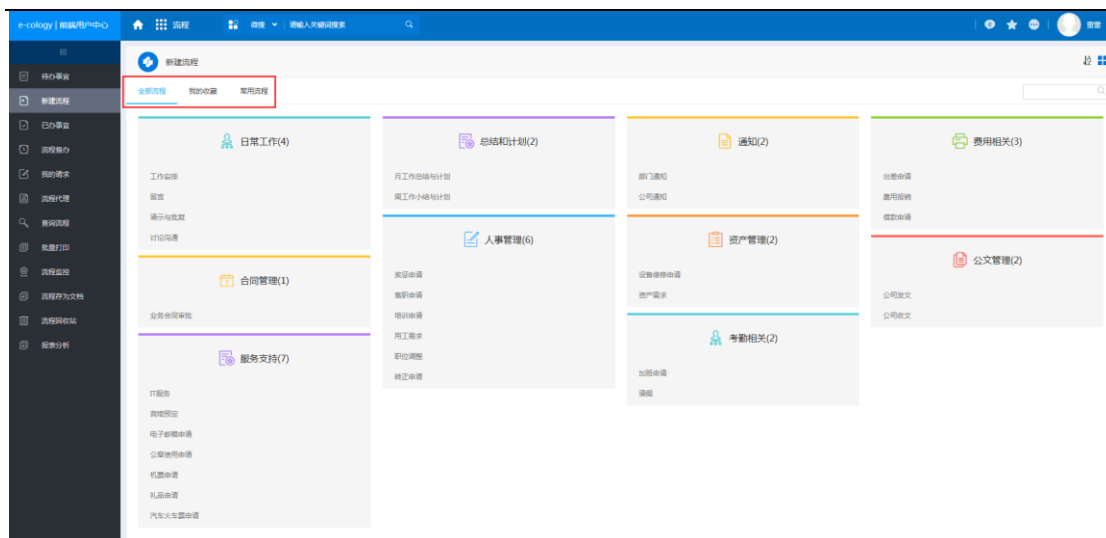 e-cology | 前端用户中心
流程
微搜
请输入关键词搜索
待办事宜
新建流程
已办事宜
流程督办
我的请求
流程代理
查询流程
批量打印
流程监控
流程存为文档
流程回收站
报表分析
新建流程
全部流程 我的收藏 常用流程
日常工作(4)
工作安排
留言
请示与批复
讨论沟通
合同管理(1)
业务合同审批
服务支持(7)
IT服务
宾馆预定
电子邮箱申请
公章使用申请
机票申请
礼品申请
汽车火车票申请
总结和计划(2)
月工作总结与计划
周工作小结与计划
人事管理(6)
奖惩申请
离职申请
培训申请
用工需求
职位调整
转正申请
通知(2)
部门通知
公司通知
资产管理(2)
设备维修申请
资产需求
考勤相关(2)
加班申请
请假
费用相关(3)
出差申请
费用报销
借款申请
公文管理(2)
公司发文
公司收文